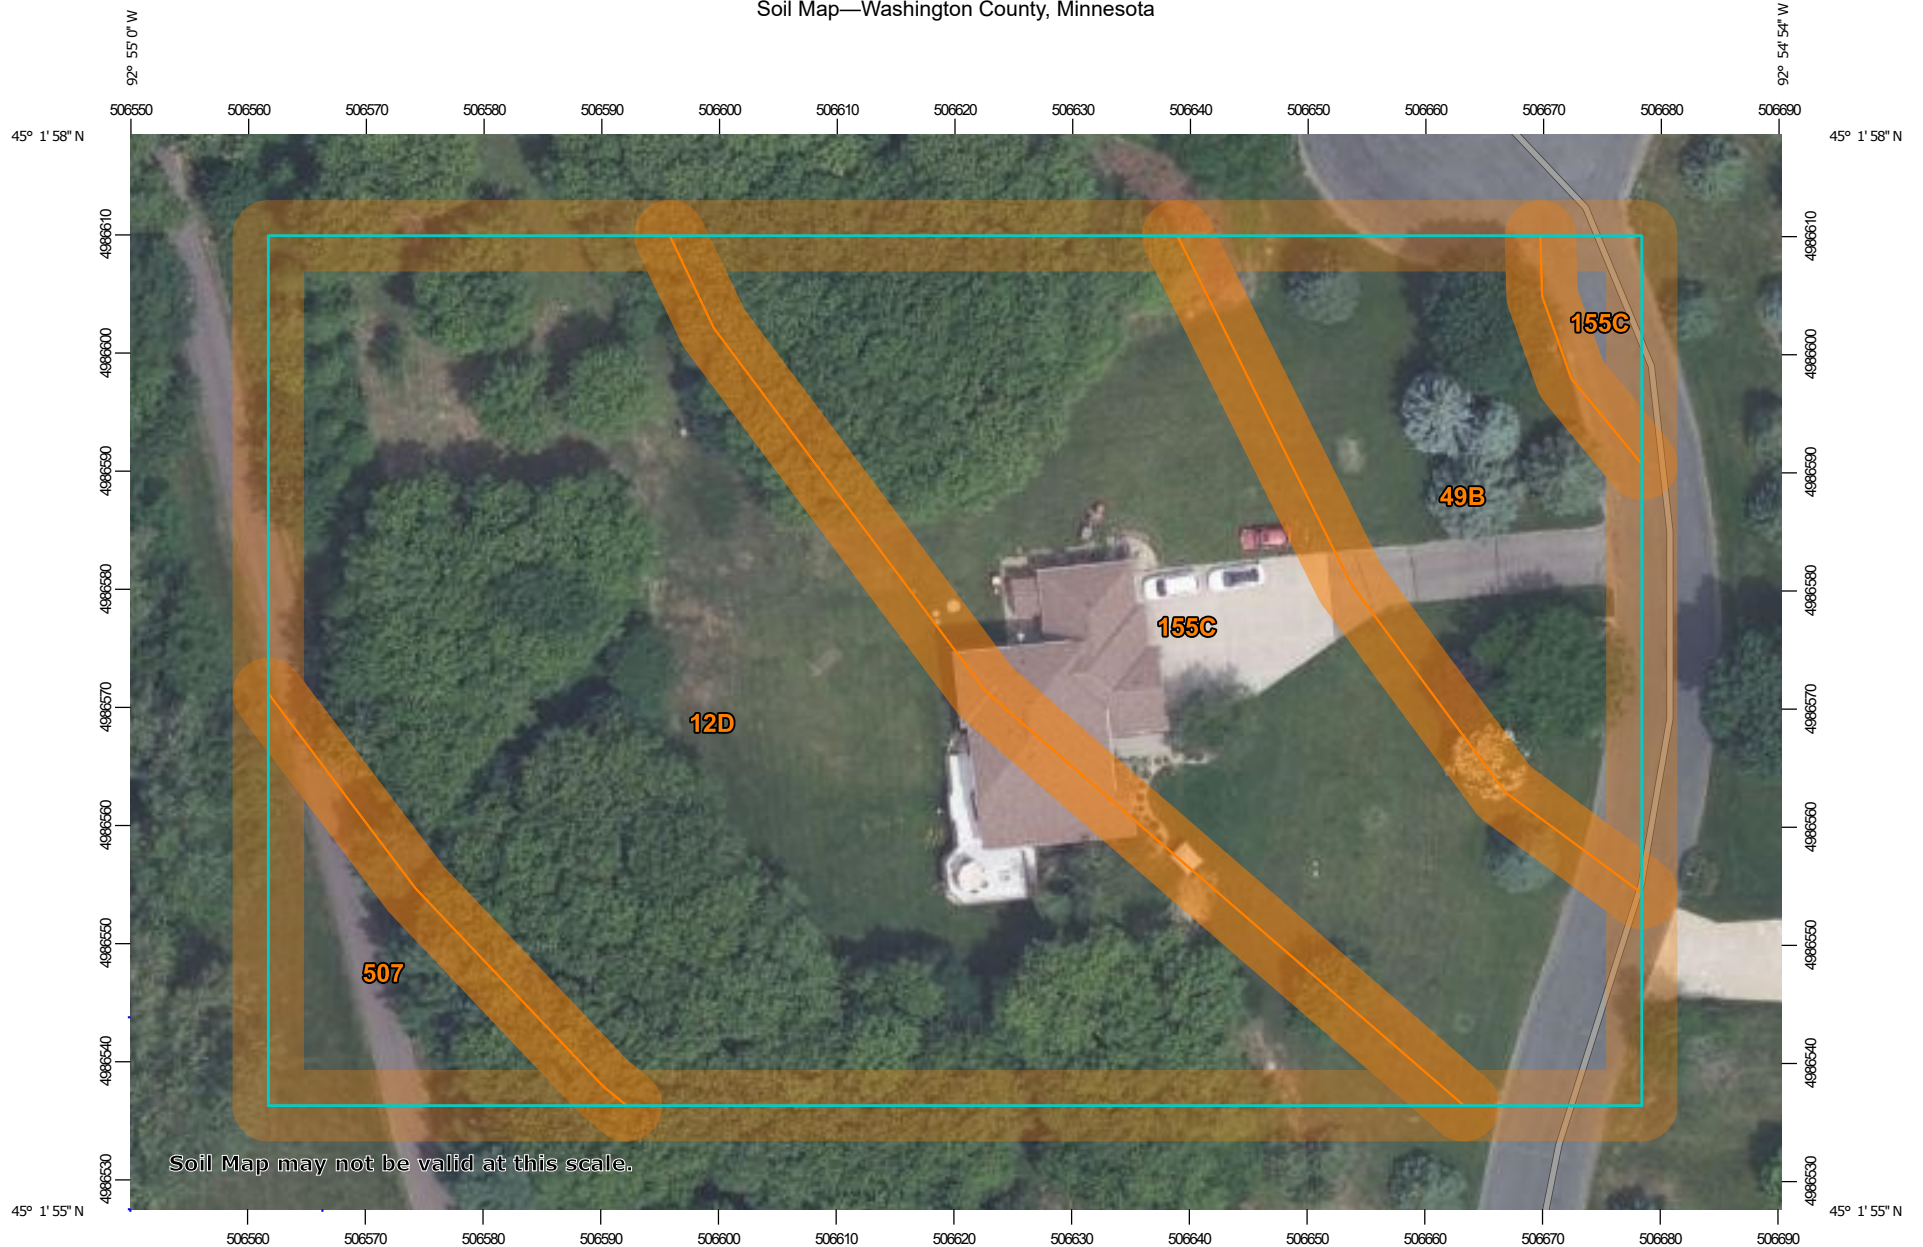 Soil Map—Washington County, Minnesota
92° 55' 0" W
92° 54' 54" W
506550 506560 506570 506580 506590 506600 506610 506620 506630 506640 506650 506660 506670 506680 506690
45° 1' 58" N
45° 1' 58" N
4986610
4986610
155C
4986600
4986600
4986590
4986590
49B
4986580
4986580
155C
4986570
4986570
12D
4986560
4986560
4986550
4986550
507
4986540
4986540
Soil Map may not be valid at this scale.
4986530
4986530
45° 1' 55" N
45° 1' 55" N
506560 506570 506580 506590 506600 506610 506620 506630 506640 506650 506660 506670 506680 506690